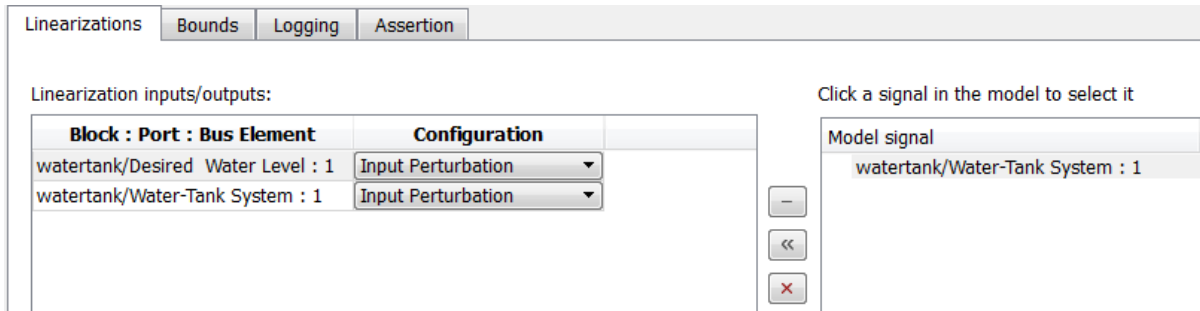 Linearizations Bounds Logging Assertion
Linearization inputs/outputs:
Click a signal in the model to select it
Block : Port : Bus Element Configuration
Model signal
watertank/Desired  Water Level : 1 Input Perturbation
watertank/Water-Tank System : 1
watertank/Water-Tank System : 1 Input Perturbation